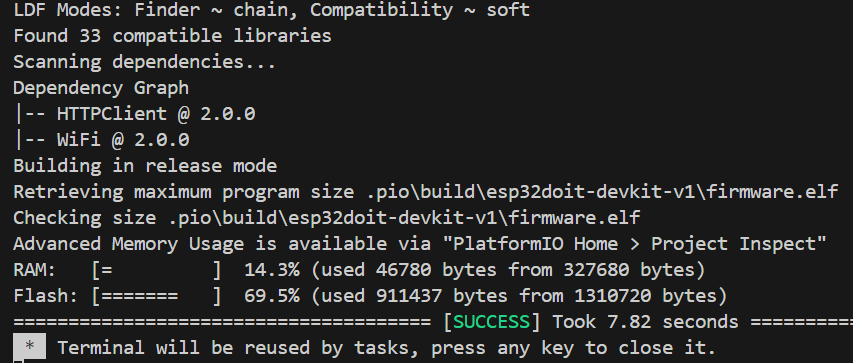 LDF Modes: Finder ~ chain, Compatibility ~ soft
Found 33 compatible libraries
Scanning dependencies...
Dependency Graph
|-- HTTPClient @ 2.0.0
|-- WiFi @ 2.0.0
Building in release mode
Retrieving maximum program size .pio\build\esp32doit-devkit-v1\firmware.elf
Checking size .pio\build\esp32doit-devkit-v1\firmware.elf
Advanced Memory Usage is available via "PlatformIO Home > Project Inspect"
RAM:   [=         ]  14.3% (used 46780 bytes from 327680 bytes)
Flash: [=======   ]  69.5% (used 911437 bytes from 1310720 bytes)
====================================== [SUCCESS] Took 7.82 seconds ==========
* Terminal will be reused by tasks, press any key to close it.